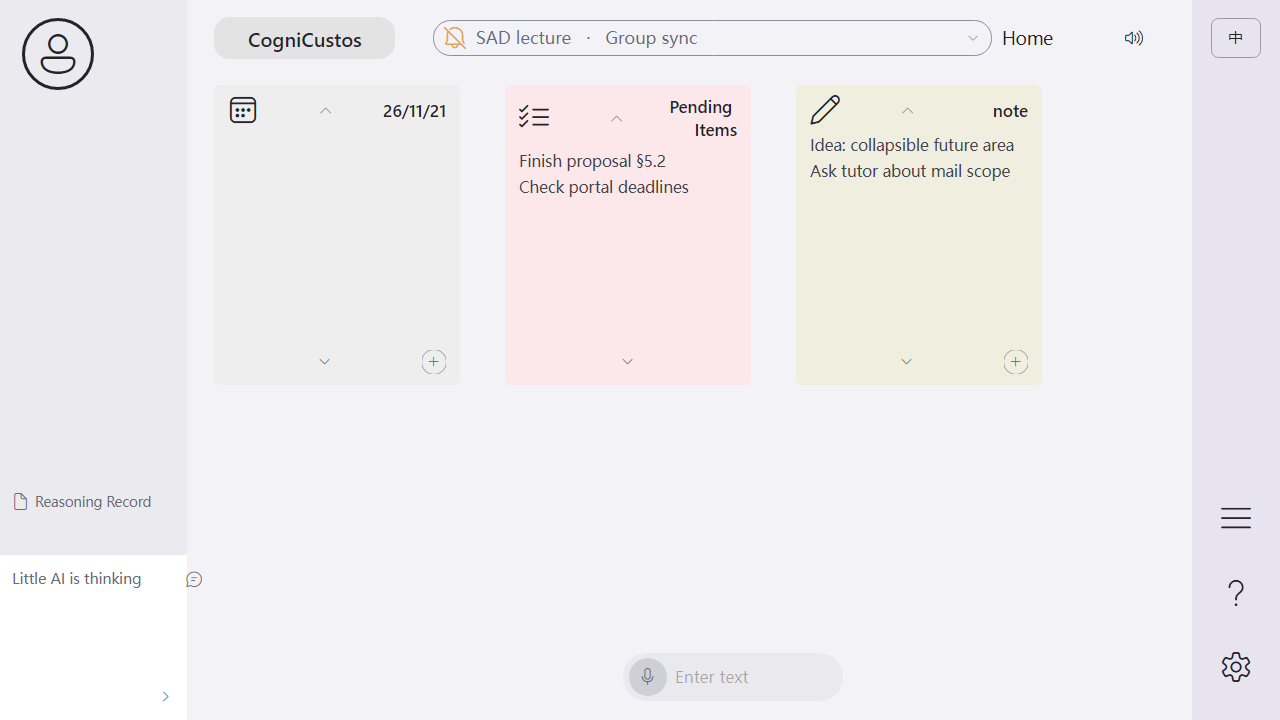 CogniCustos
SAD lecture · Group sync
Home
中
26/11/21
Pending
Items
Finish proposal §5.2
Check portal deadlines
note
Idea: collapsible future area
Ask tutor about mail scope
Reasoning Record
Little AI is thinking
Enter text